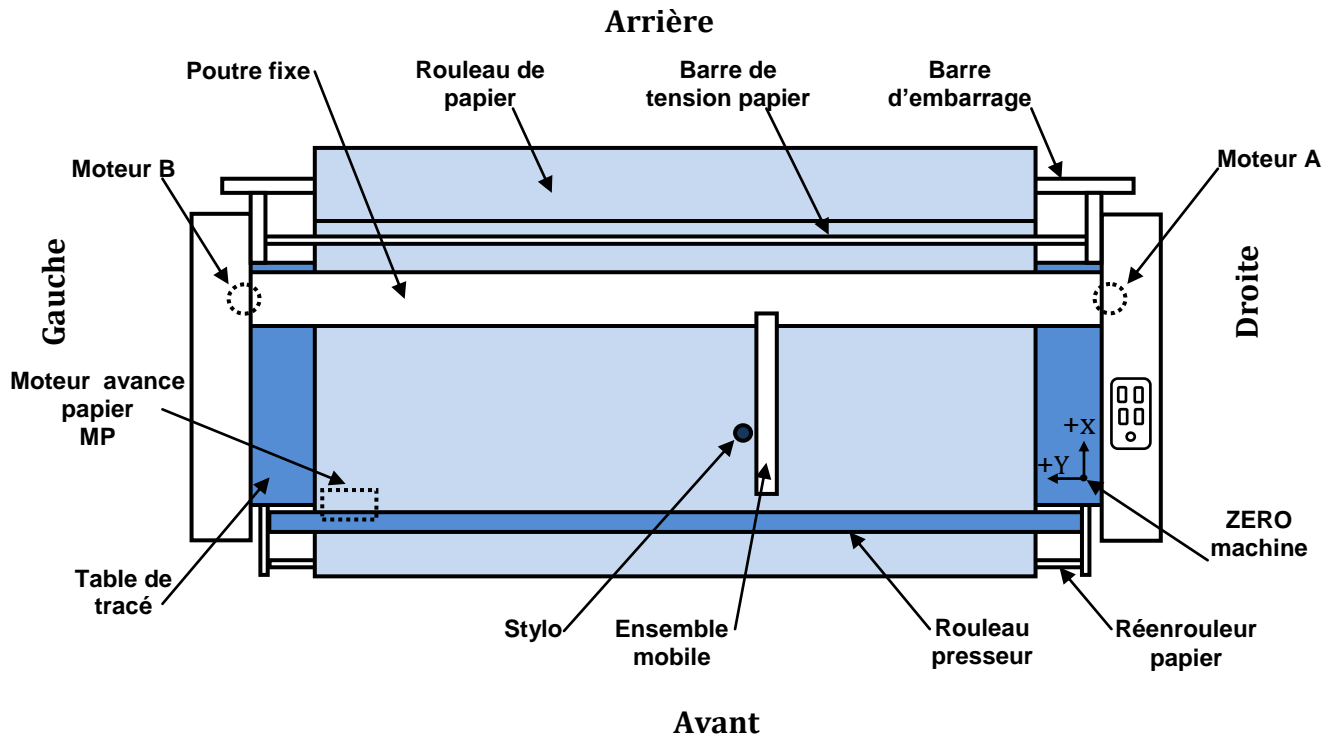 Arrière
Poutre fixe
Rouleau de
papier
Barre de
tension papier
Barre
d’embarrage
Moteur B
Moteur A
Gauche
Droite
Moteur avance
papier
MP
+x
+Y
ZERO
machine
Table de
tracé
Stylo
Ensemble
mobile
Rouleau
presseur
Réenrouleur
papier
Avant